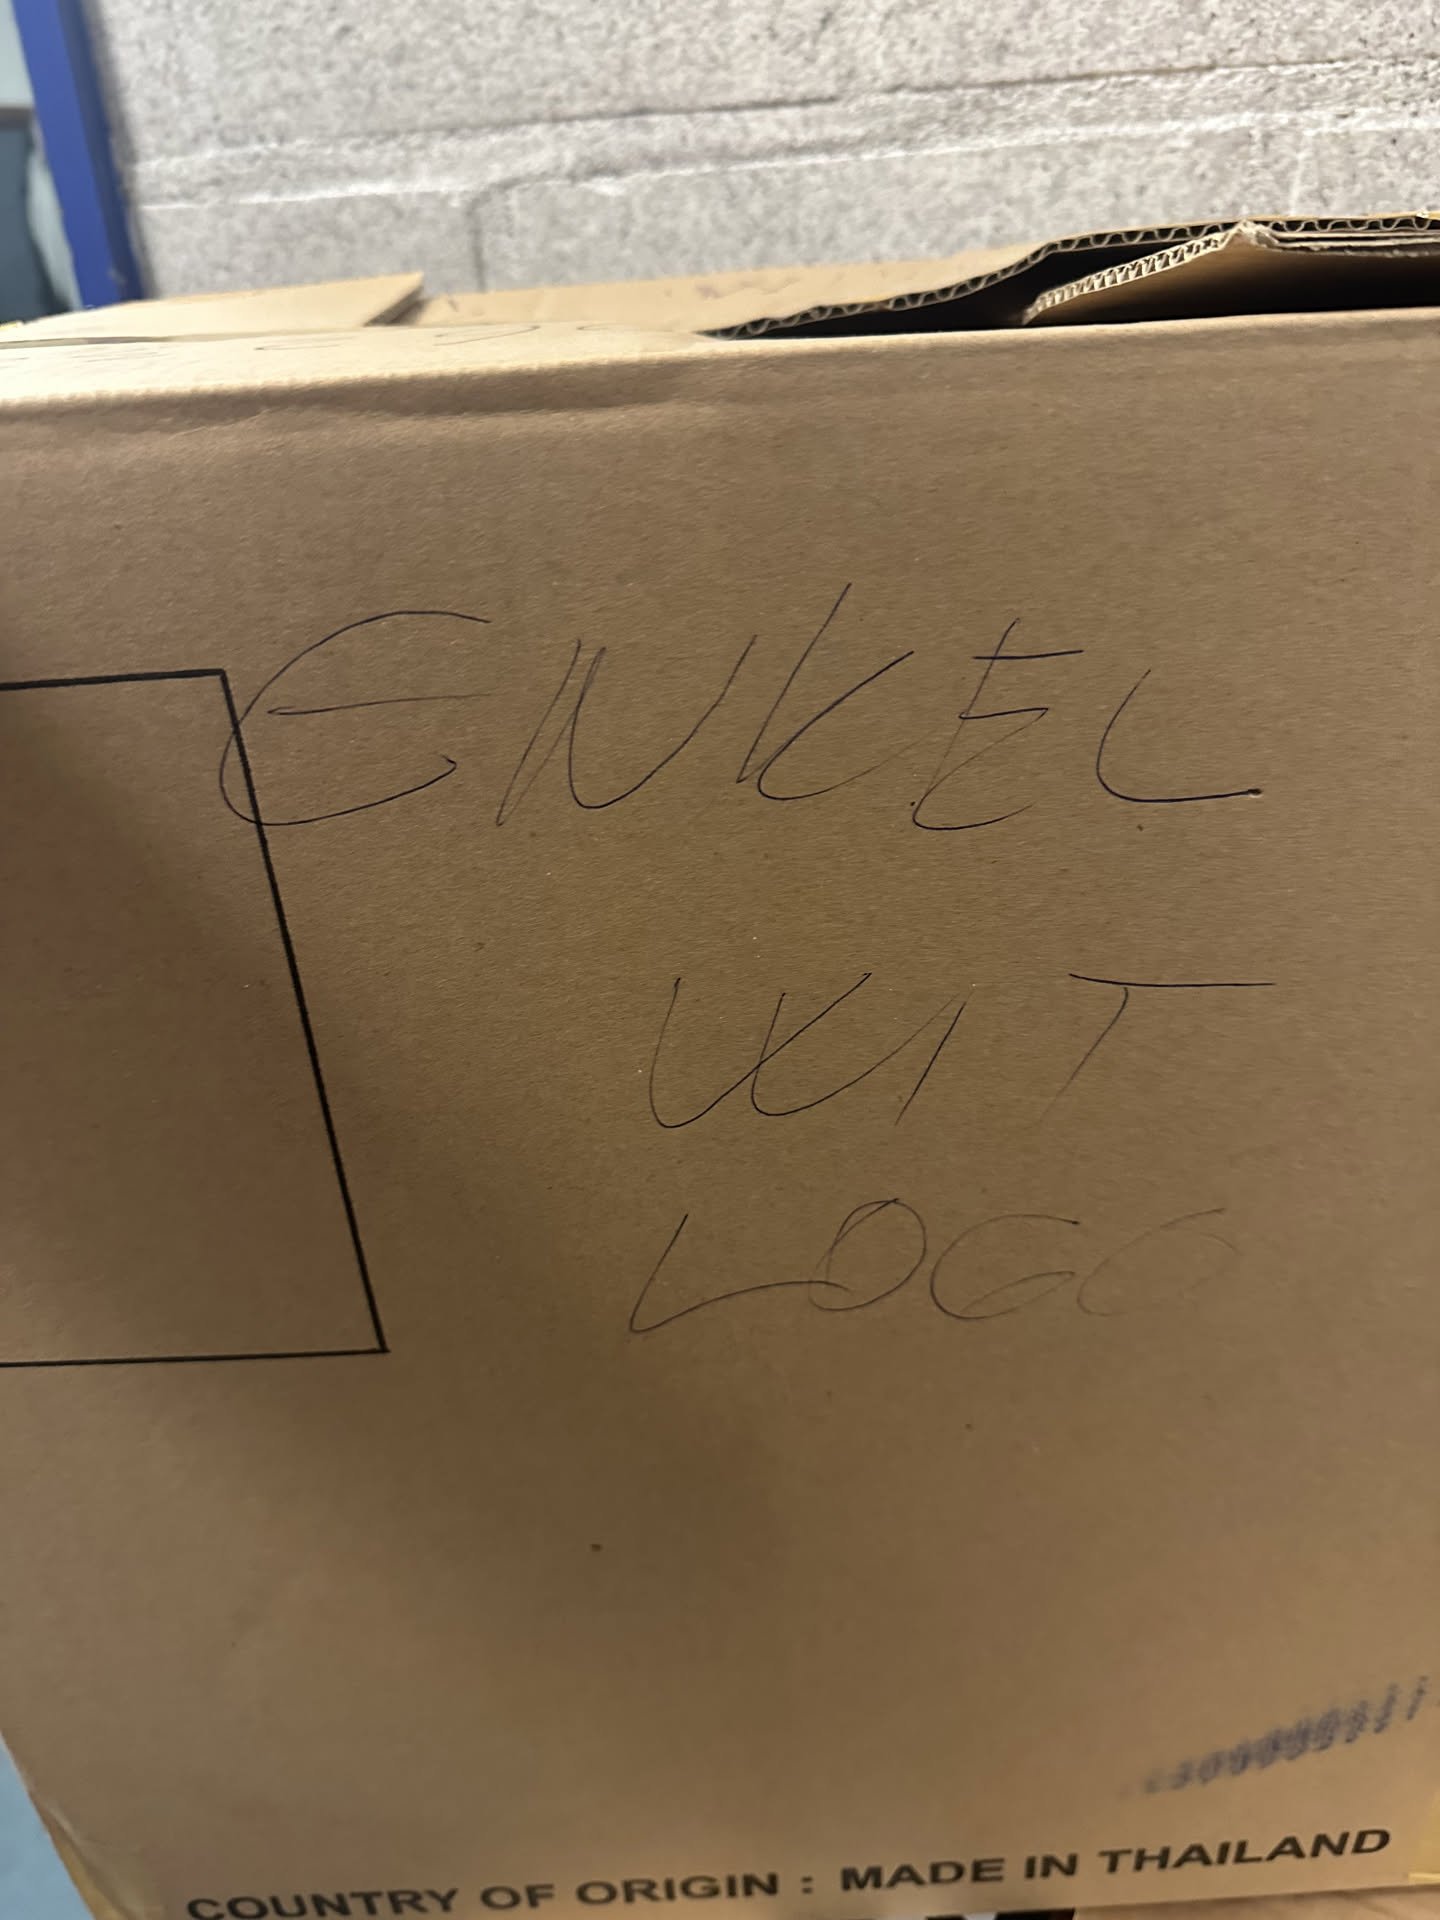 ENKEL
WIT
LOGO
COUNTRY OF ORIGIN : MADE IN THAILAND